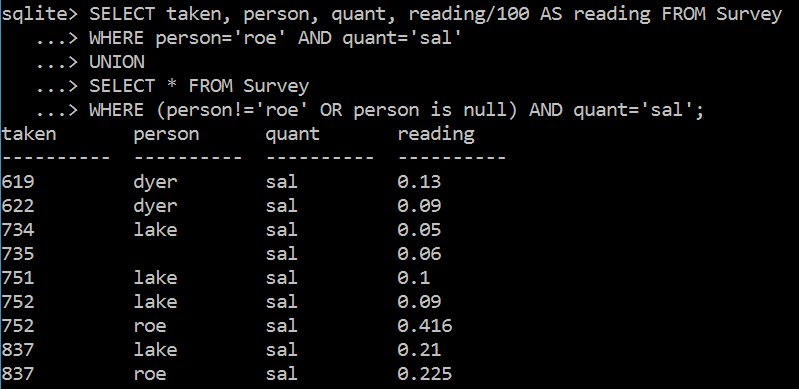 sqlite> SELECT taken, person, quant, reading/100 AS reading FROM Survey
   ...> WHERE person='roe' AND quant='sal'
   ...> UNION
   ...> SELECT * FROM Survey
   ...> WHERE (person!='roe' OR person is null) AND quant='sal';
taken       person      quant       reading
----------  ----------  ----------  ----------
619         dyer        sal         0.13
622         dyer        sal         0.09
734         lake        sal         0.05
735                     sal         0.06
751         lake        sal         0.1
752         lake        sal         0.09
752         roe         sal         0.416
837         lake        sal         0.21
837         roe         sal         0.225